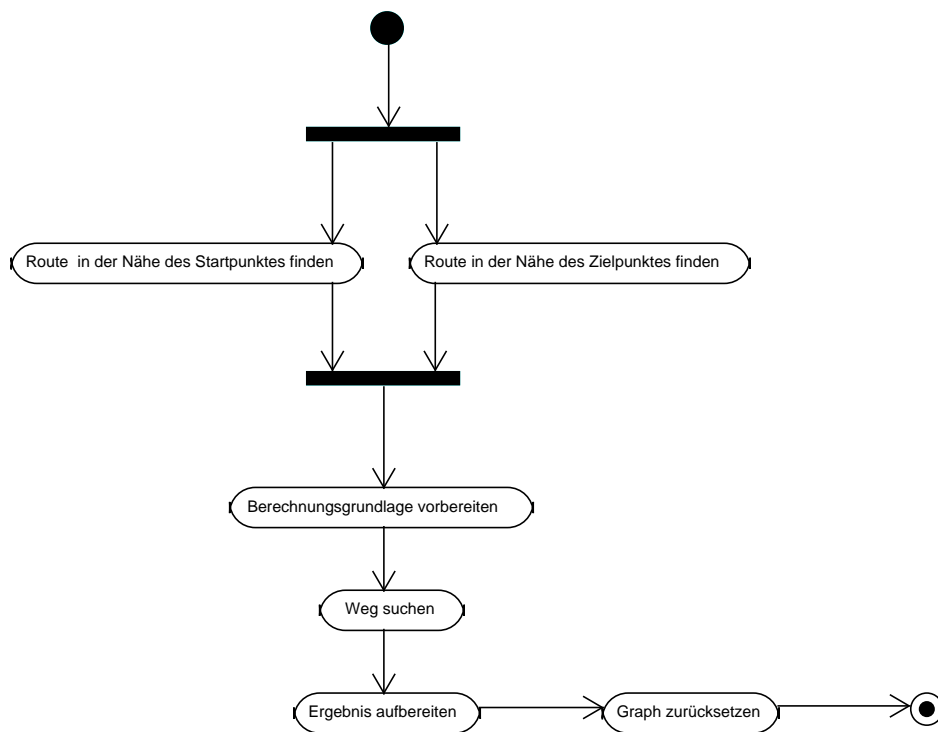 Route in der Nähe des Startpunktes finden
Route in der Nähe des Zielpunktes finden
Berechnungsgrundlage vorbereiten
Weg suchen
Ergebnis aufbereiten
Graph zurücksetzen